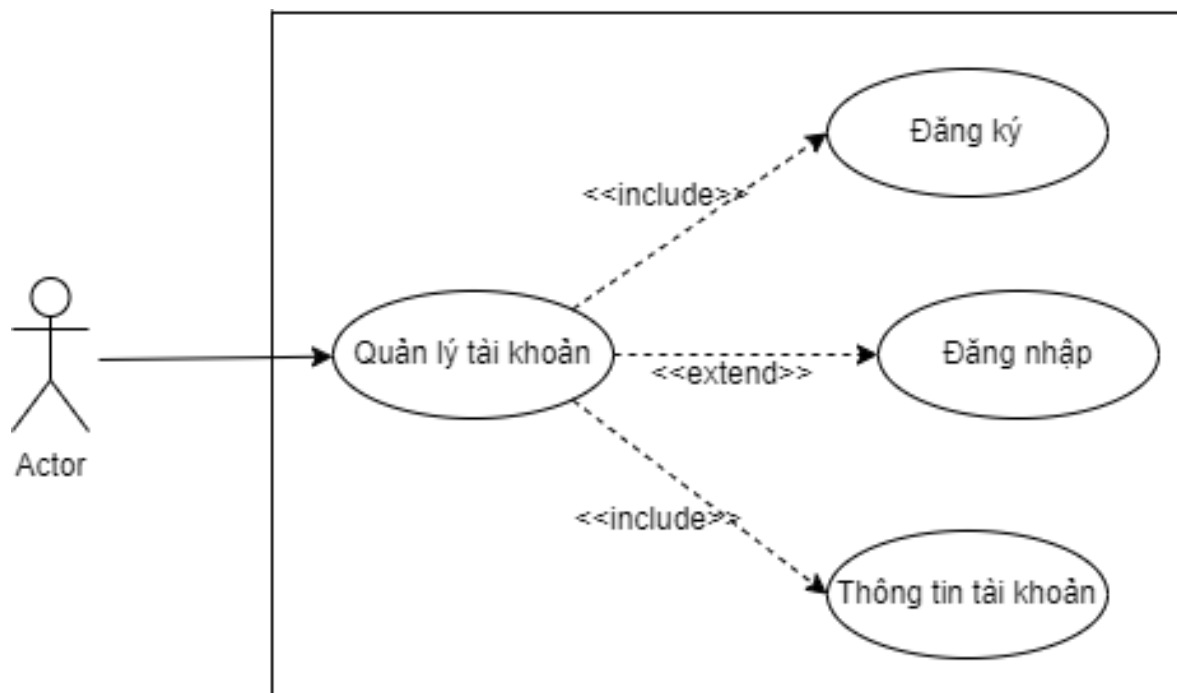 Đăng ký
<<include>>
Quản lý tài khoản
Đăng nhập
<<extend>>
Actor
<<include>>
Thông tin tài khoản